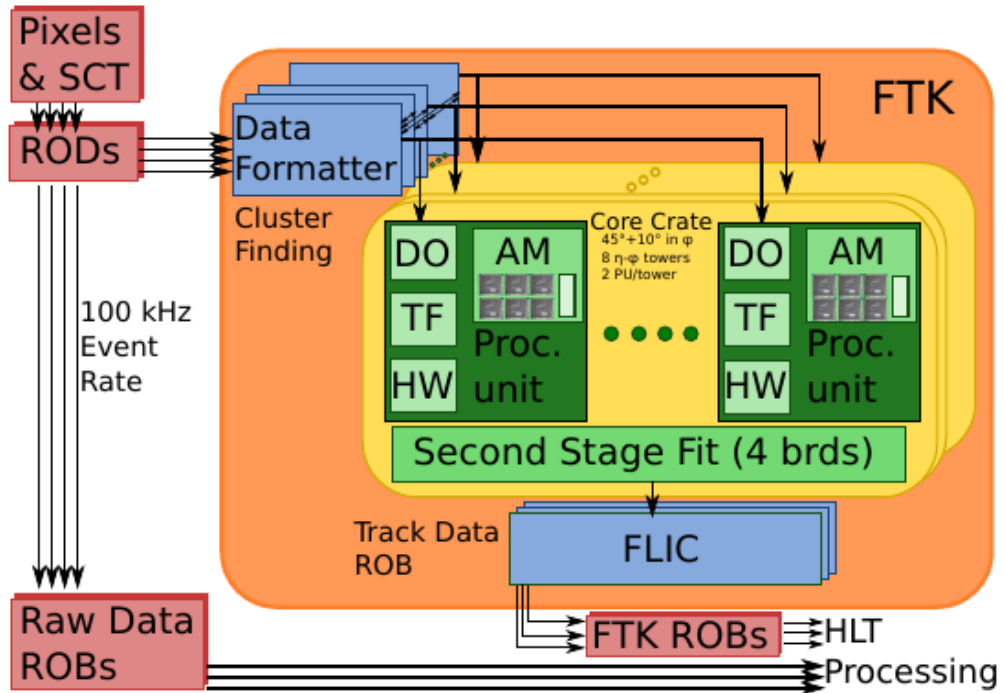 Pixels
& SCT
RODs
FTK
Data
Formatter
Cluster
Finding
Core Crate
45°+10° in φ
8 η-φ towers
2 PU/tower
DO
AM
TF
HW
Proc.
unit
DO
AM
TF
HW
Proc.
unit
100 kHz
Event
Rate
Second Stage Fit (4 brds)
Track Data
ROB
FLIC
Raw Data
ROBs
FTK ROBs
HLT
Processing